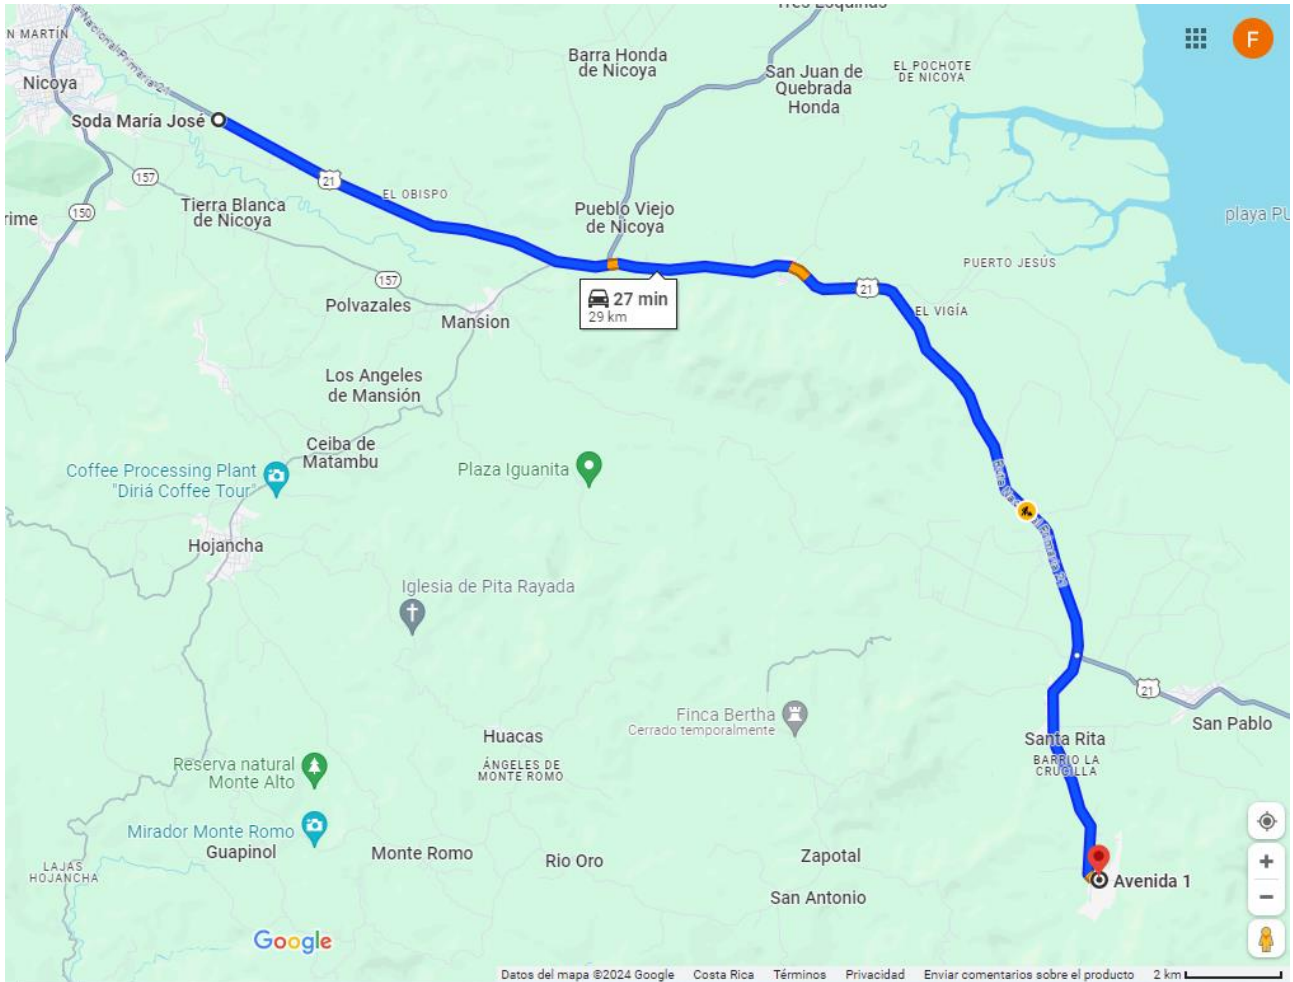 Tres Esquinas
N MARTÍN
F
Nacional Primaria 21
Barra Honda
de Nicoya
San Juan de
Quebrada
Honda
EL POCHOTE
DE NICOYA
Nicoya
Soda María José
157
21
EL OBISPO
150
rime
Tierra Blanca
de Nicoya
Pueblo Viejo
de Nicoya
playa PU
PUERTO JESÚS
157
27 min
29 km
21
EL VIGÍA
Polvazales
Mansion
Los Angeles
de Mansión
Ceiba de
Matambu
Coffee Processing Plant
"Diriá Coffee Tour"
Plaza Iguanita
Hojancha
Iglesia de Pita Rayada
21
San Pablo
Finca Bertha
Cerrado temporalmente
Huacas
ÁNGELES DE
MONTE ROMO
Santa Rita
BARRIO LA
CRUCILLA
Reserva natural
Monte Alto
Mirador Monte Romo
Guapinol
Monte Romo
Rio Oro
Zapotal
LAJAS
HOJANCHA
San Antonio
Avenida 1
Google
Datos del mapa ©2024 Google Costa Rica Términos Privacidad Enviar comentarios sobre el producto 2 km